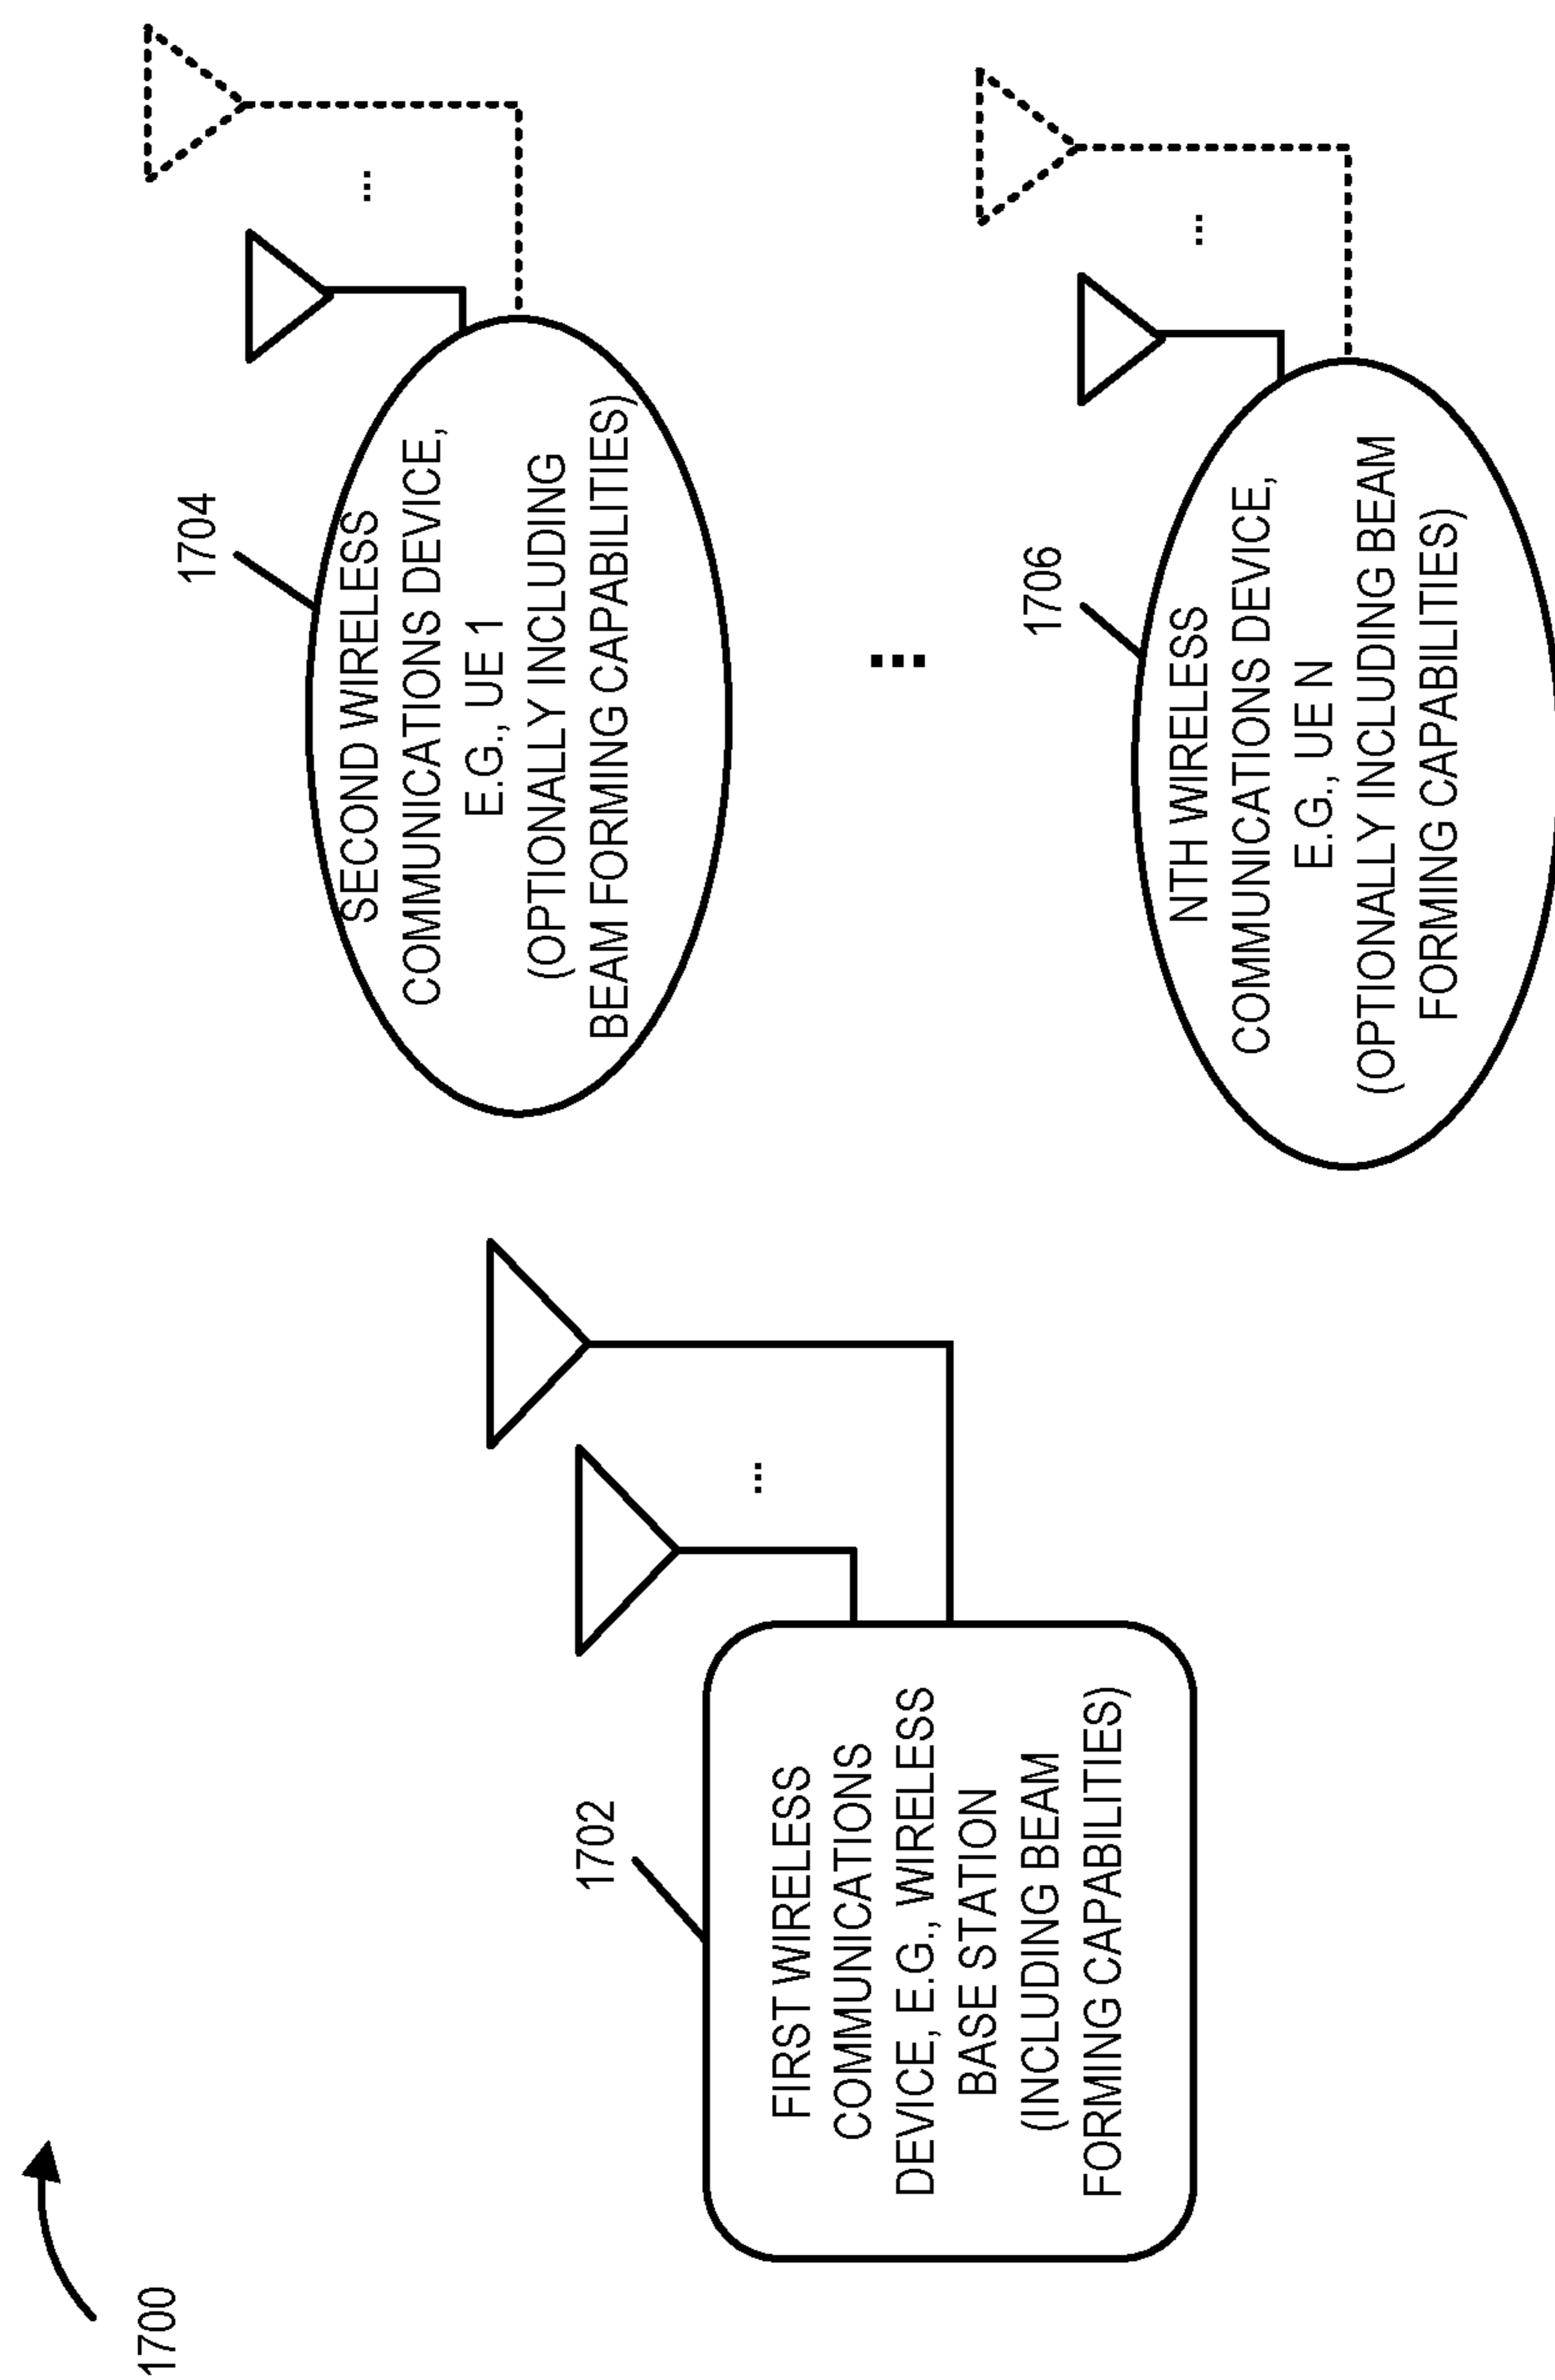 1700
1702
FIRST WIRELESS
COMMUNICATIONS
DEVICE, E.G., WIRELESS
BASE STATION
(INCLUDING BEAM
FORMING CAPABILITIES)
...
1704
SECOND WIRELESS
COMMUNICATIONS DEVICE,
E.G., UE 1
(OPTIONALLY INCLUDING
BEAM FORMING CAPABILITIES)
...
...
1706
NTH WIRELESS
COMMUNICATIONS DEVICE,
E.G., UE N
(OPTIONALLY INCLUDING BEAM
FORMING CAPABILITIES)
...